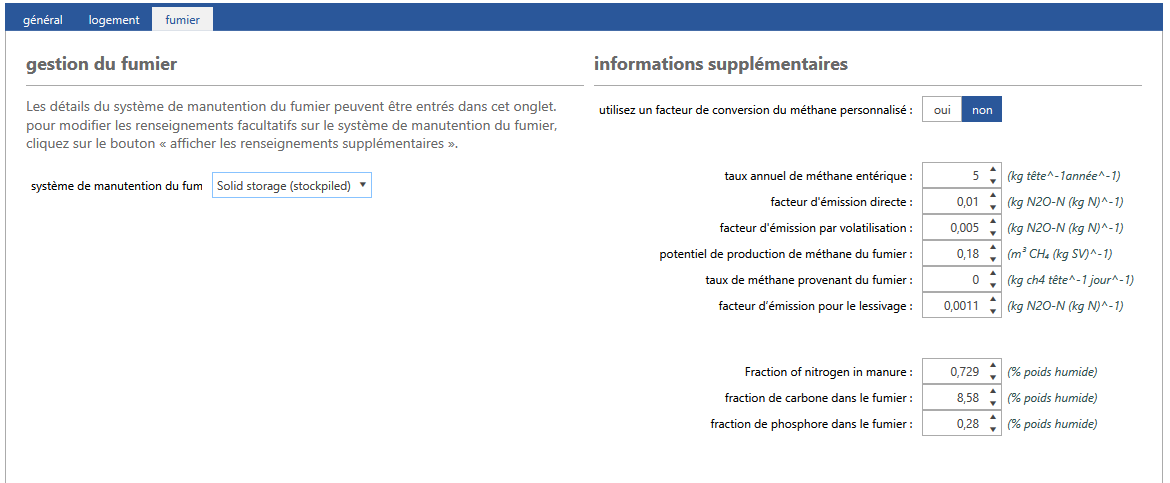 général logement fumier
gestion du fumier
Les détails du système de manutention du fumier peuvent être entrés dans cet onglet.
pour modifier les renseignements facultatifs sur le système de manutention du fumier,
cliquez sur le bouton « afficher les renseignements supplémentaires ».
système de manutention du fum Solid storage (stockpiled)
informations supplémentaires
utilisez un facteur de conversion du méthane personnalisé : oui non
taux annuel de méthane entérique : 5 (kg tête^-1année^-1)
facteur d'émission directe : 0,01 (kg N2O-N (kg N)^-1)
facteur d'émission par volatilisation : 0,005 (kg N2O-N (kg N)^-1)
potentiel de production de méthane du fumier : 0,18 (m³ CH₄ (kg SV)^-1)
taux de méthane provenant du fumier : 0 (kg ch4 tête^-1 jour^-1)
facteur d’émission pour le lessivage : 0,0011 (kg N2O-N (kg N)^-1)
Fraction of nitrogen in manure : 0,729 (% poids humide)
fraction de carbone dans le fumier : 8,58 (% poids humide)
fraction de phosphore dans le fumier : 0,28 (% poids humide)